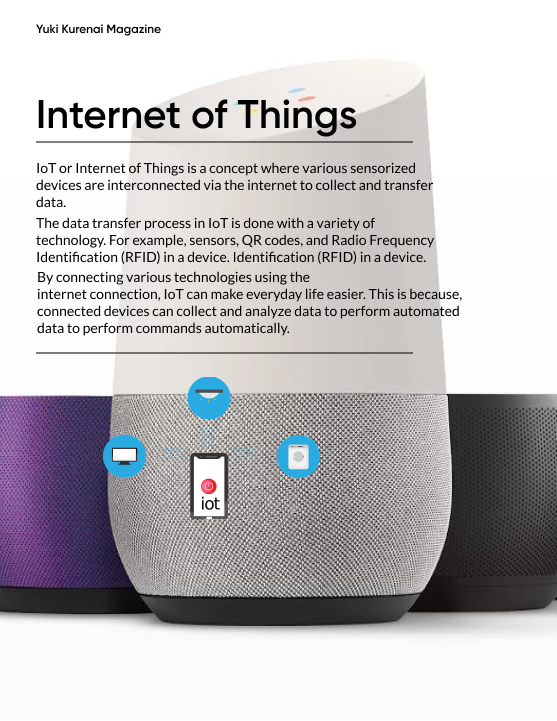 Yuki Kurenai Magazine
Internet of Things
IoT or Internet of Things is a concept where various sensorized
devices are interconnected via the internet to collect and transfer
data.
The data transfer process in IoT is done with a variety of
technology. For example, sensors, QR codes, and Radio Frequency
Identification (RFID) in a device. Identification (RFID) in a device.
By connecting various technologies using the
internet connection, IoT can make everyday life easier. This is because,
connected devices can collect and analyze data to perform automated
data to perform commands automatically.
iot